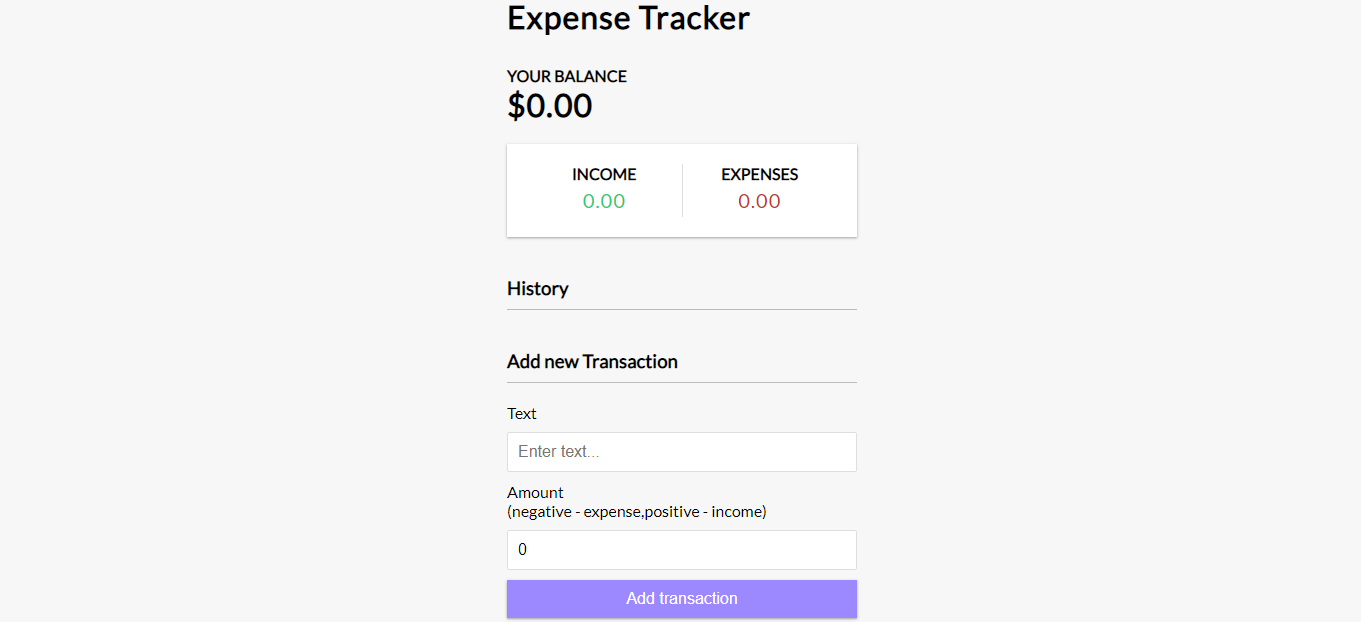 Expense Tracker
YOUR BALANCE
$0.00
INCOME EXPENSES
0.00 0.00
History
Add new Transaction
Text
Enter text...
Amount
(negative - expense,positive - income)
0
Add transaction